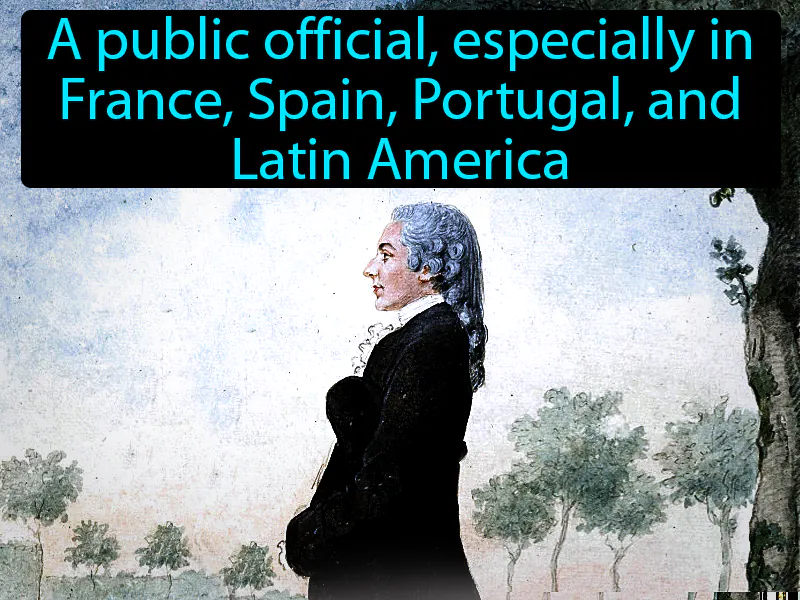 A public official, especially in
France, Spain, Portugal, and
Latin America